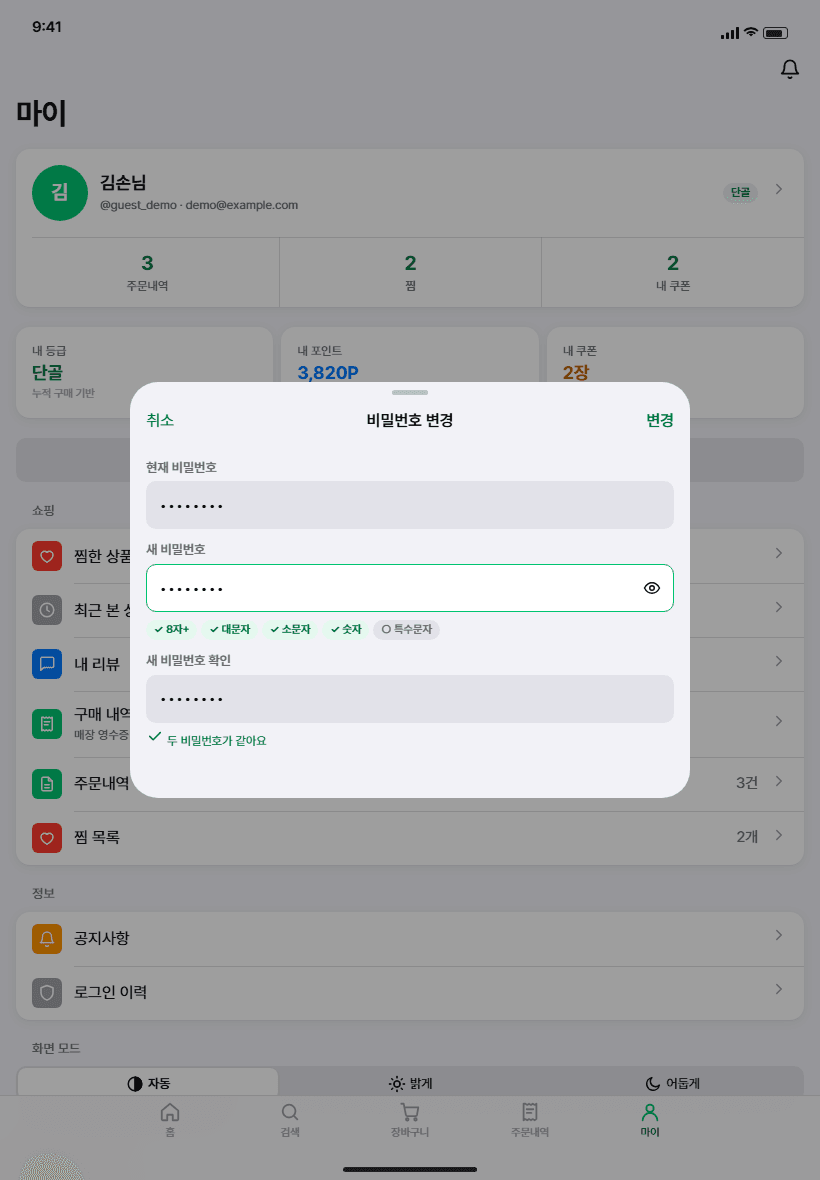 9:41
마이
김
김손님
@guest_demo · demo@example.com
단골
3
주문내역
2
찜
2
내 쿠폰
내 등급
단골
누적 구매 기반
내 포인트
3,820P
내 쿠폰
2장
취소
비밀번호 변경
변경
현재 비밀번호
••••••••
새 비밀번호
••••••••
8자+
대문자
소문자
숫자
특수문자
새 비밀번호 확인
••••••••
두 비밀번호가 같아요
쇼핑
찜한 상품
최근 본
내 리뷰
구매 내역
매장 영수증
주문내역
3건
찜 목록
2개
정보
공지사항
로그인 이력
화면 모드
자동
밝게
어둡게
홈
검색
장바구니
주문내역
마이